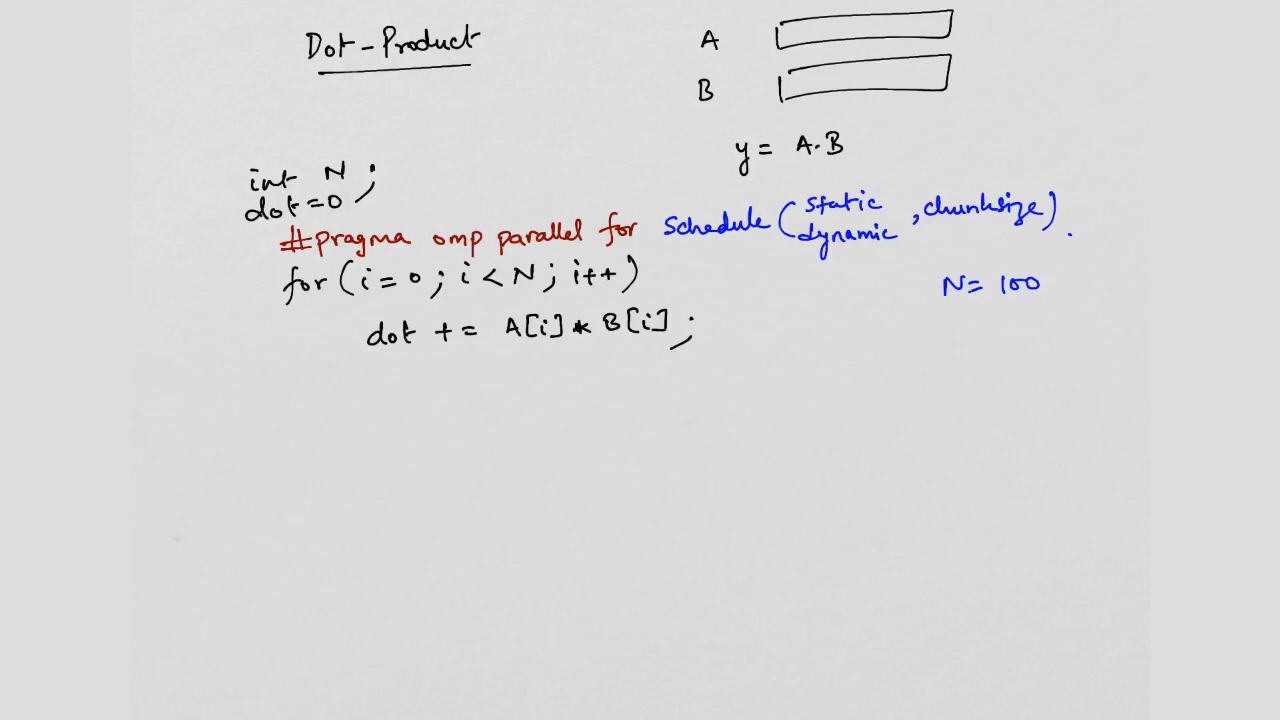 Dot-Product
A
B
y = A.B
int N ;
dot=0
#pragma omp parallel for schedule (static dynamic , chunksize) .
for (i = 0 ; i < N ; i++)
N = 100
dot += A[i] * B[i] ;